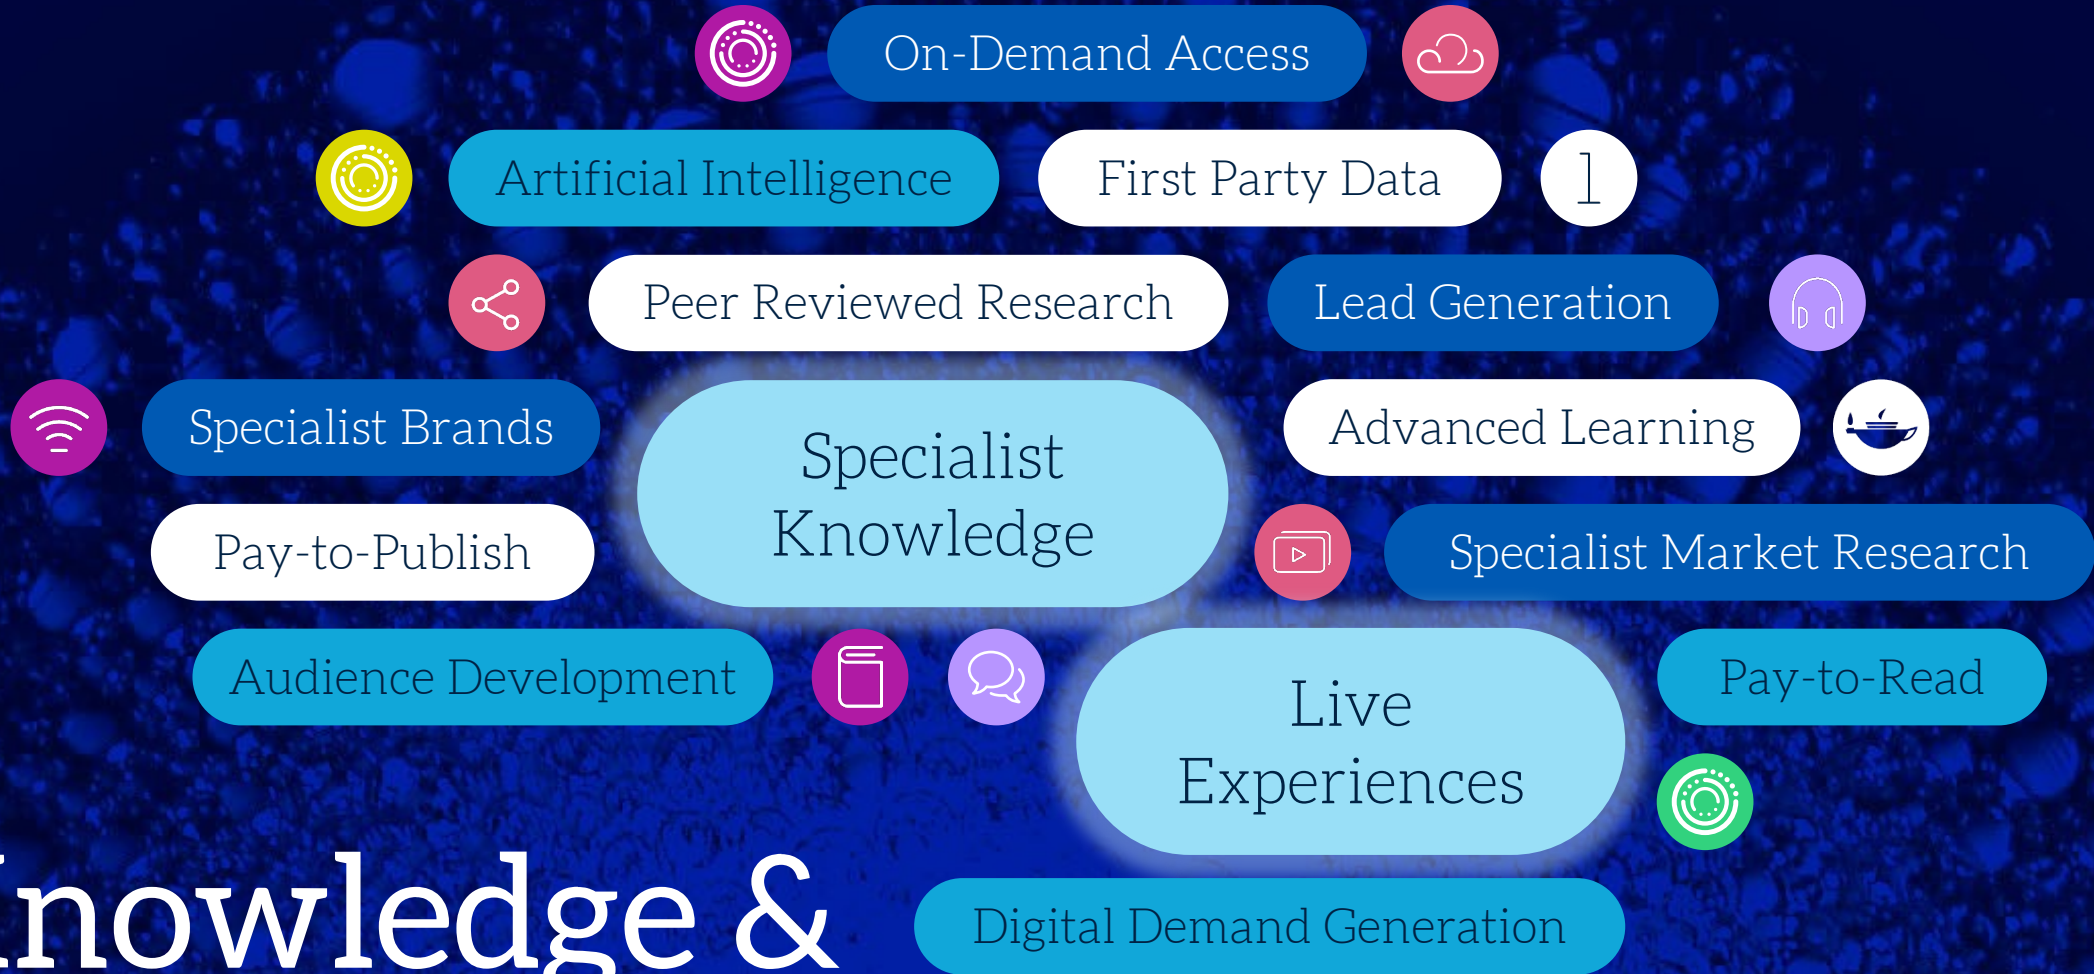 On-Demand Access
Artificial Intelligence
First Party Data
1
Peer Reviewed Research
Lead Generation
Specialist Brands
Specialist
Knowledge
Advanced Learning
Pay-to-Publish
Specialist Market Research
Audience Development
Live
Experiences
Pay-to-Read
nowledge &
Digital Demand Generation